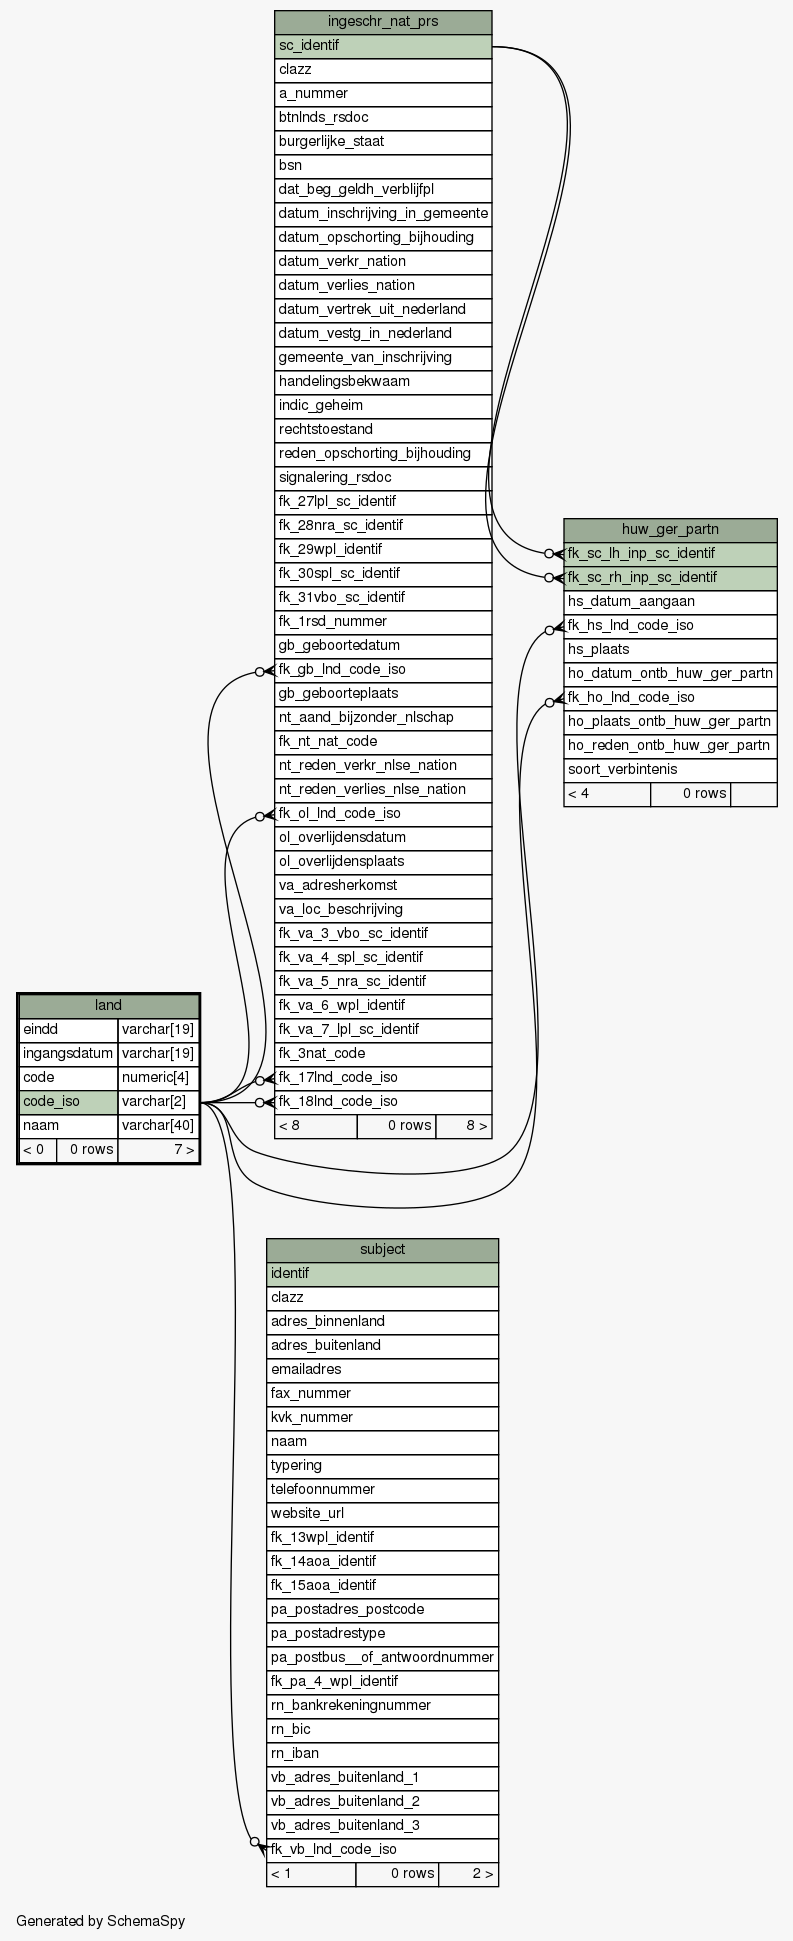 ingeschr_nat_prs
sc_identif
clazz
a_nummer
btnlnds_rsdoc
burgerlijke_staat
bsn
dat_beg_geldh_verblijfpl
datum_inschrijving_in_gemeente
datum_opschorting_bijhouding
datum_verkr_nation
datum_verlies_nation
datum_vertrek_uit_nederland
datum_vestg_in_nederland
gemeente_van_inschrijving
handelingsbekwaam
indic_geheim
rechtstoestand
reden_opschorting_bijhouding
signalering_rsdoc
fk_27lpl_sc_identif
fk_28nra_sc_identif
fk_29wpl_identif
fk_30spl_sc_identif
fk_31vbo_sc_identif
fk_1rsd_nummer
gb_geboortedatum
fk_gb_lnd_code_iso
gb_geboorteplaats
nt_aand_bijzonder_nlschap
fk_nt_nat_code
nt_reden_verkr_nlse_nation
nt_reden_verlies_nlse_nation
fk_ol_lnd_code_iso
ol_overlijdensdatum
ol_overlijdensplaats
va_adresherkomst
va_loc_beschrijving
fk_va_3_vbo_sc_identif
fk_va_4_spl_sc_identif
fk_va_5_nra_sc_identif
fk_va_6_wpl_identif
fk_va_7_lpl_sc_identif
fk_3nat_code
fk_17lnd_code_iso
fk_18lnd_code_iso
< 8 0 rows 8 >
huw_ger_partn
fk_sc_lh_inp_sc_identif
fk_sc_rh_inp_sc_identif
hs_datum_aangaan
fk_hs_lnd_code_iso
hs_plaats
ho_datum_ontb_huw_ger_partn
fk_ho_lnd_code_iso
ho_plaats_ontb_huw_ger_partn
ho_reden_ontb_huw_ger_partn
soort_verbintenis
< 4 0 rows
land
eindd varchar[19]
ingangsdatum varchar[19]
code numeric[4]
code_iso varchar[2]
naam varchar[40]
< 0 0 rows 7 >
subject
identif
clazz
adres_binnenland
adres_buitenland
emailadres
fax_nummer
kvk_nummer
naam
typering
telefoonnummer
website_url
fk_13wpl_identif
fk_14aoa_identif
fk_15aoa_identif
pa_postadres_postcode
pa_postadrestype
pa_postbus__of_antwoordnummer
fk_pa_4_wpl_identif
rn_bankrekeningnummer
rn_bic
rn_iban
vb_adres_buitenland_1
vb_adres_buitenland_2
vb_adres_buitenland_3
fk_vb_lnd_code_iso
< 1 0 rows 2 >
Generated by SchemaSpy